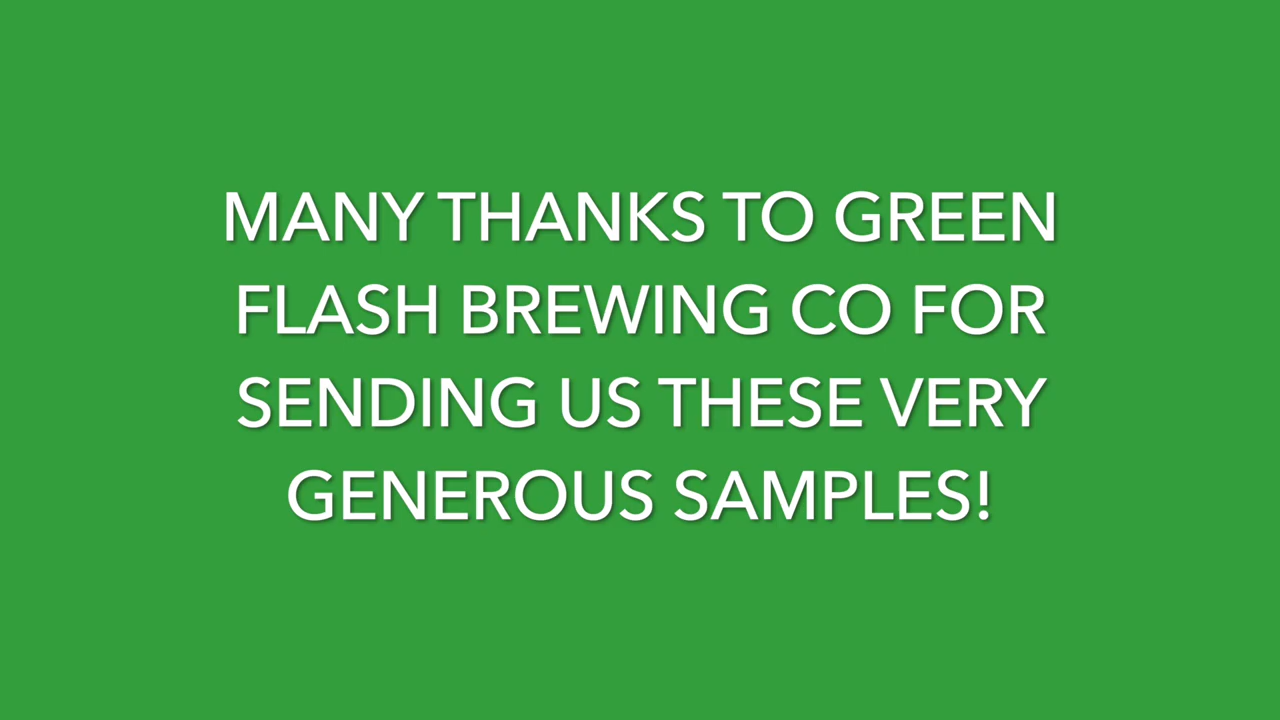 MANY THANKS TO GREEN
FLASH BREWING CO FOR
SENDING US THESE VERY
GENEROUS SAMPLES!